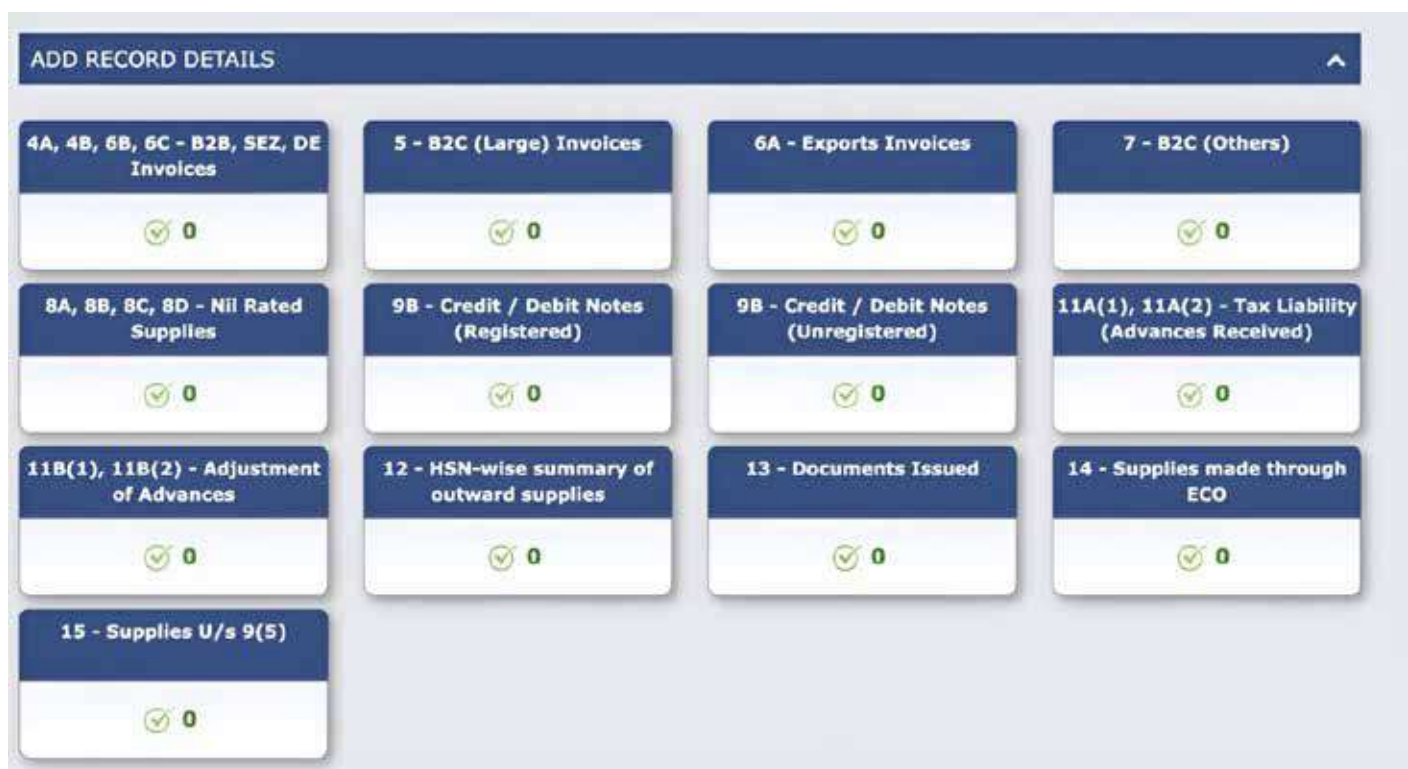 ADD RECORD DETAILS
4A, 4B, 6B, 6C - B2B, SEZ, DE
Invoices
0
5 - B2C (Large) Invoices
0
6A - Exports Invoices
0
7 - B2C (Others)
0
8A, 8B, 8C, 8D - Nil Rated
Supplies
0
9B - Credit / Debit Notes
(Registered)
0
9B - Credit / Debit Notes
(Unregistered)
0
11A(1), 11A(2) - Tax Liability
(Advances Received)
0
11B(1), 11B(2) - Adjustment
of Advances
0
12 - HSN-wise summary of
outward supplies
0
13 - Documents Issued
0
14 - Supplies made through
ECO
0
15 - Supplies U/s 9(5)
0